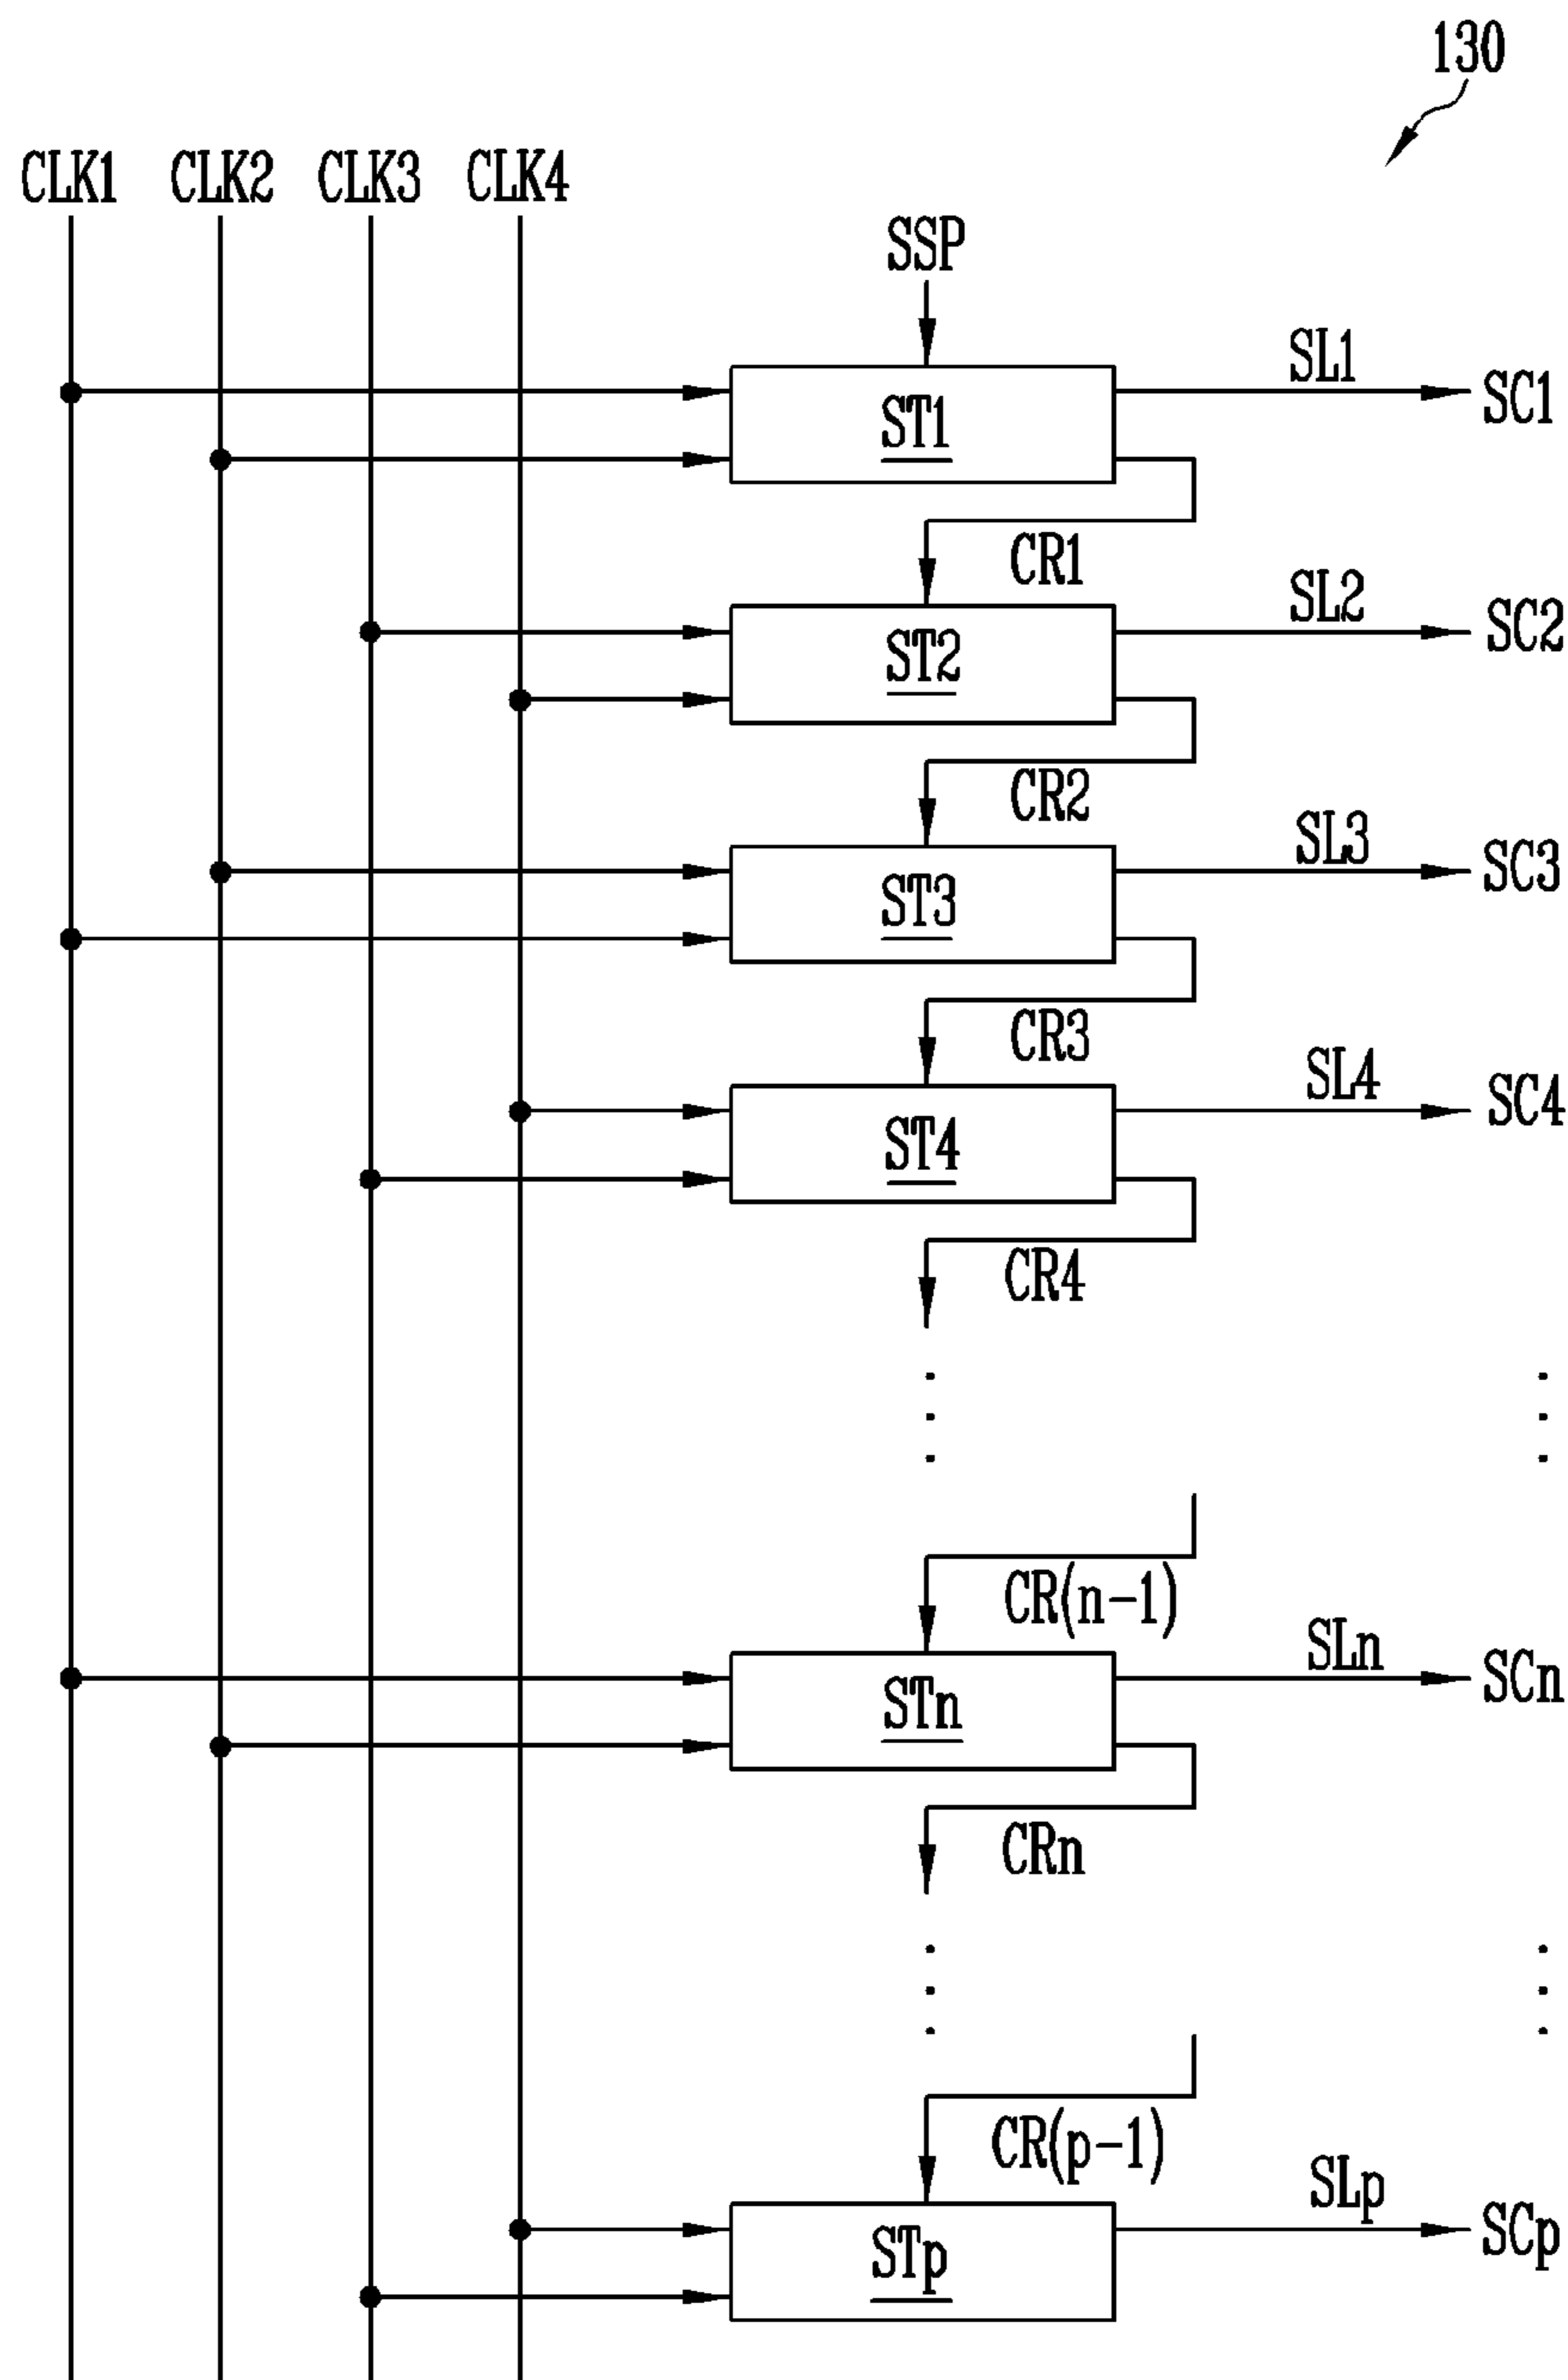 130
CLK1 CLK2 CLK3 CLK4
SSP
SL1
SC1
ST1
CR1
SL2
SC2
ST2
CR2
SL3
SC3
ST3
CR3
SL4
SC4
ST4
CR4
CR(n-1)
SLn
SCn
STn
CRn
CR(p-1)
SLp
SCp
STp